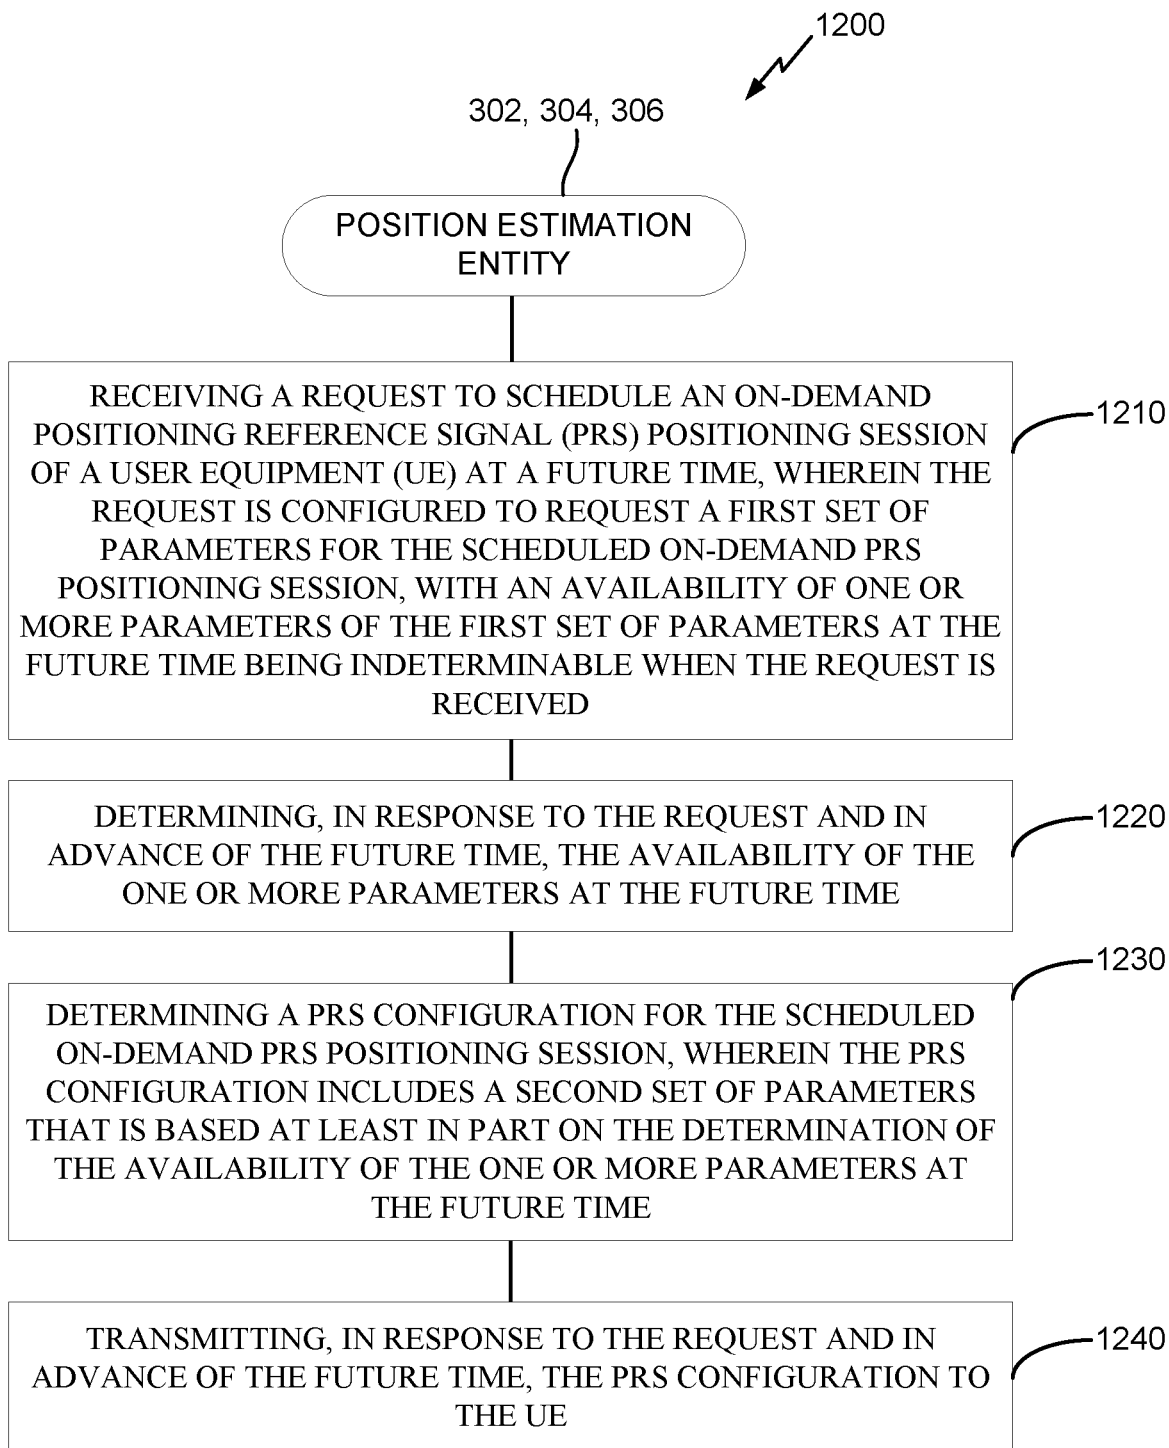 1200
302, 304, 306
POSITION ESTIMATION
ENTITY
RECEIVING A REQUEST TO SCHEDULE AN ON-DEMAND
POSITIONING REFERENCE SIGNAL (PRS) POSITIONING SESSION
OF A USER EQUIPMENT (UE) AT A FUTURE TIME, WHEREIN THE
REQUEST IS CONFIGURED TO REQUEST A FIRST SET OF
PARAMETERS FOR THE SCHEDULED ON-DEMAND PRS
POSITIONING SESSION, WITH AN AVAILABILITY OF ONE OR
MORE PARAMETERS OF THE FIRST SET OF PARAMETERS AT THE
FUTURE TIME BEING INDETERMINABLE WHEN THE REQUEST IS
RECEIVED
1210
DETERMINING, IN RESPONSE TO THE REQUEST AND IN
ADVANCE OF THE FUTURE TIME, THE AVAILABILITY OF THE
ONE OR MORE PARAMETERS AT THE FUTURE TIME
1220
DETERMINING A PRS CONFIGURATION FOR THE SCHEDULED
ON-DEMAND PRS POSITIONING SESSION, WHEREIN THE PRS
CONFIGURATION INCLUDES A SECOND SET OF PARAMETERS
THAT IS BASED AT LEAST IN PART ON THE DETERMINATION OF
THE AVAILABILITY OF THE ONE OR MORE PARAMETERS AT
THE FUTURE TIME
1230
TRANSMITTING, IN RESPONSE TO THE REQUEST AND IN
ADVANCE OF THE FUTURE TIME, THE PRS CONFIGURATION TO
THE UE
1240